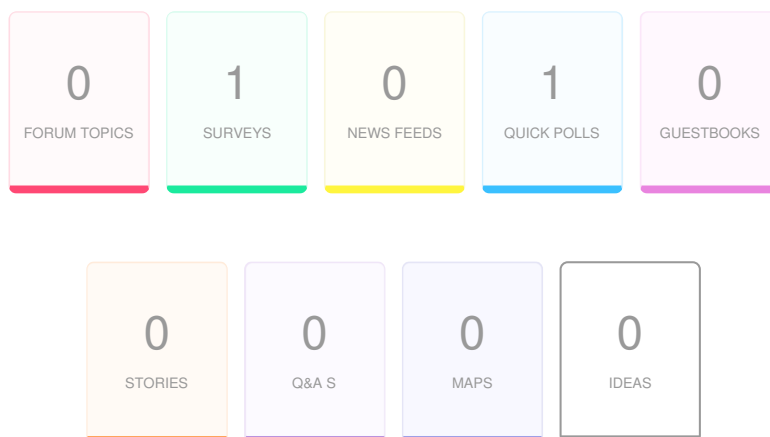 0 1 0 1 0
FORUM TOPICS SURVEYS NEWS FEEDS QUICK POLLS GUESTBOOKS
0 0 0 0
STORIES Q&A S MAPS IDEAS